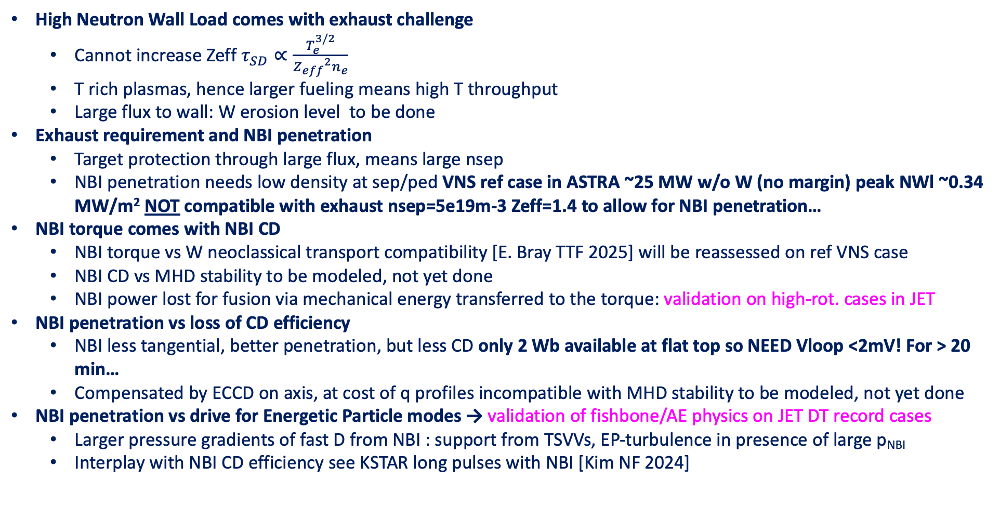 • High Neutron Wall Load comes with exhaust challenge
• Cannot increase Zeff τ_SD ∝ T_e^{3/2} / (Z_eff^2 n_e)
• T rich plasmas, hence larger fueling means high T throughput
• Large flux to wall: W erosion level to be done
• Exhaust requirement and NBI penetration
• Target protection through large flux, means large nsep
• NBI penetration needs low density at sep/ped VNS ref case in ASTRA ~25 MW w/o W (no margin) peak NWl ~0.34
MW/m² NOT compatible with exhaust nsep=5e19m-3 Zeff=1.4 to allow for NBI penetration...
• NBI torque comes with NBI CD
• NBI torque vs W neoclassical transport compatibility [E. Bray TTF 2025] will be reassessed on ref VNS case
• NBI CD vs MHD stability to be modeled, not yet done
• NBI power lost for fusion via mechanical energy transferred to the torque: validation on high-rot. cases in JET
• NBI penetration vs loss of CD efficiency
• NBI less tangential, better penetration, but less CD only 2 Wb available at flat top so NEED Vloop <2mV! For > 20
min...
• Compensated by ECCD on axis, at cost of q profiles incompatible with MHD stability to be modeled, not yet done
• NBI penetration vs drive for Energetic Particle modes → validation of fishbone/AE physics on JET DT record cases
• Larger pressure gradients of fast D from NBI : support from TSVVs, EP-turbulence in presence of large p_NBI
• Interplay with NBI CD efficiency see KSTAR long pulses with NBI [Kim NF 2024]